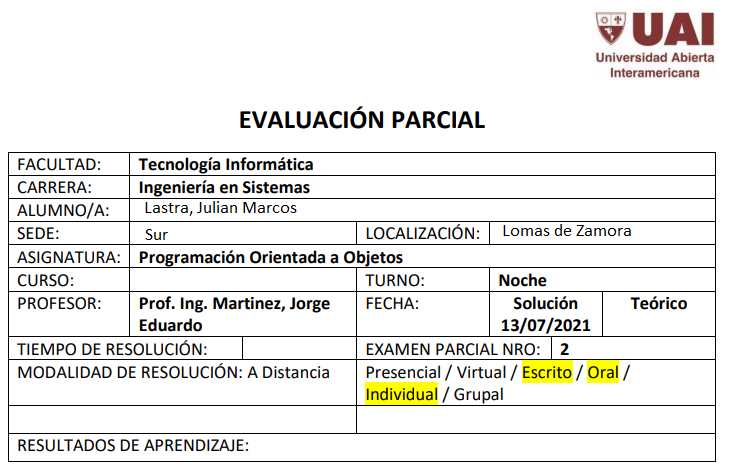 UAI
Universidad Abierta
Interamericana
EVALUACIÓN PARCIAL
FACULTAD: Tecnología Informática
CARRERA: Ingeniería en Sistemas
ALUMNO/A: Lastra, Julian Marcos
SEDE: Sur LOCALIZACIÓN: Lomas de Zamora
ASIGNATURA: Programación Orientada a Objetos
CURSO: TURNO: Noche
PROFESOR: Prof. Ing. Martinez, Jorge
Eduardo
FECHA: Solución
13/07/2021
Teórico
TIEMPO DE RESOLUCIÓN: EXAMEN PARCIAL NRO: 2
MODALIDAD DE RESOLUCIÓN: A Distancia
Presencial / Virtual / Escrito / Oral /
Individual / Grupal
RESULTADOS DE APRENDIZAJE: